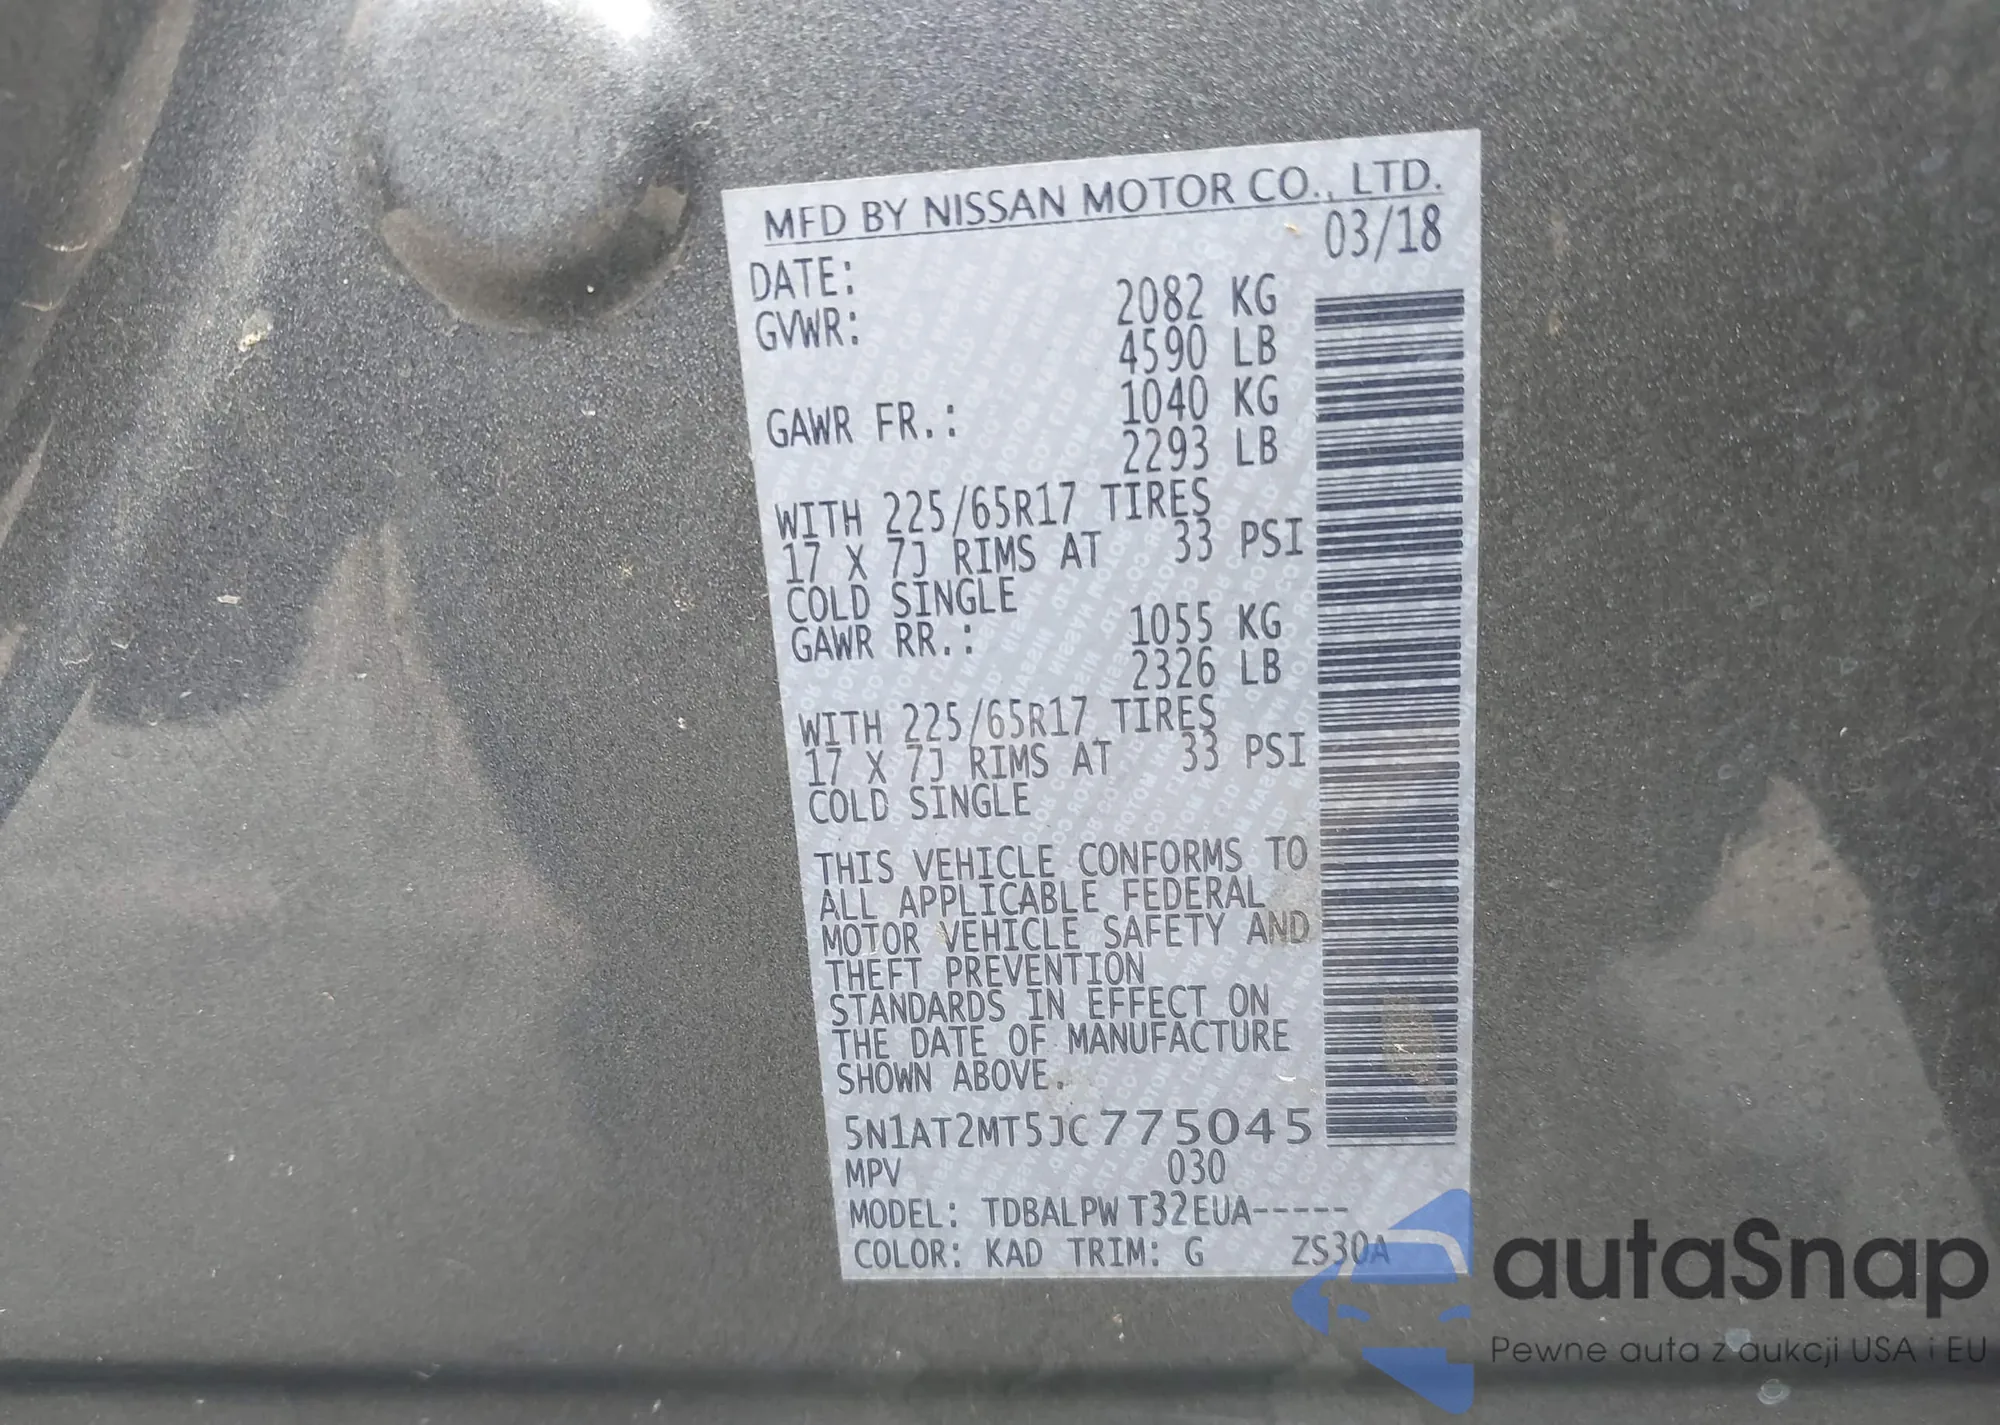 MFD BY NISSAN MOTOR CO., LTD.
DATE: 03/18
GVWR: 2082 KG
4590 LB
GAWR FR.: 1040 KG
2293 LB
WITH 225/65R17 TIRES
17 X 7J RIMS AT 33 PSI
COLD SINGLE
GAWR RR.: 1055 KG
2326 LB
WITH 225/65R17 TIRES
17 X 7J RIMS AT 33 PSI
COLD SINGLE
THIS VEHICLE CONFORMS TO
ALL APPLICABLE FEDERAL
MOTOR VEHICLE SAFETY AND
THEFT PREVENTION
STANDARDS IN EFFECT ON
THE DATE OF MANUFACTURE
SHOWN ABOVE.
5N1AT2MT5JC775045
MPV 030
MODEL: TDBALPW T32EUA-----
COLOR: KAD TRIM: G ZS30A
autaSnap
Pewne auta z aukcji USA i EU